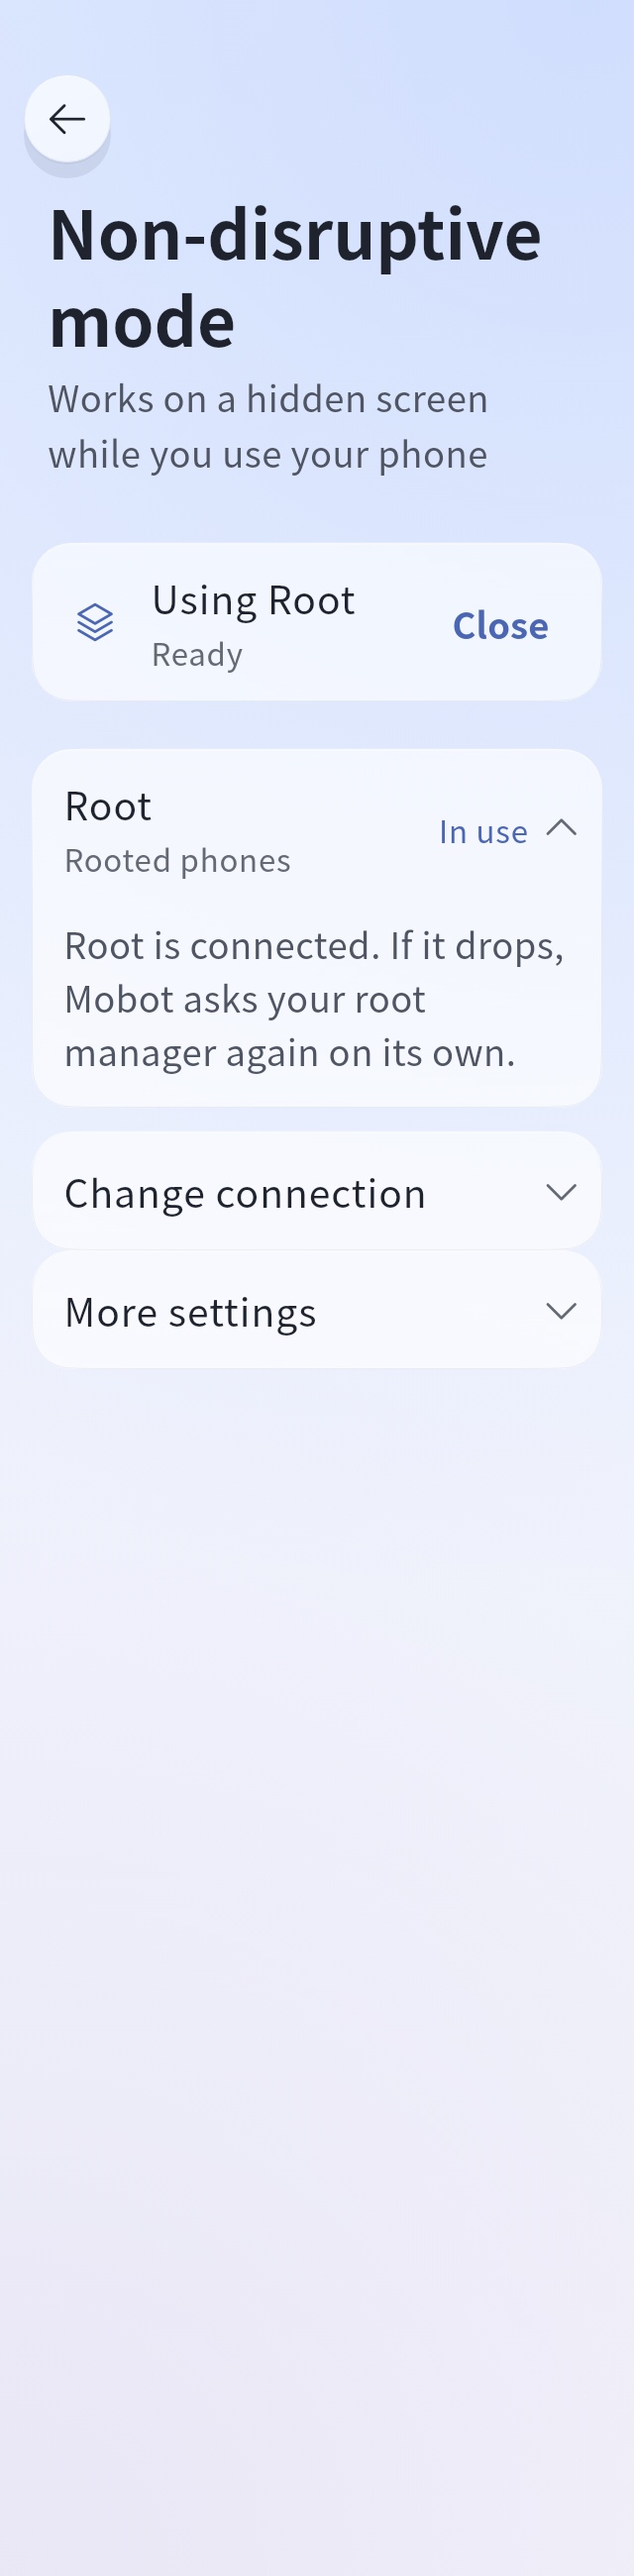 Non-disruptive
mode
Works on a hidden screen
while you use your phone
Using Root
Ready
Close
Root
Rooted phones
In use
Root is connected. If it drops,
Mobot asks your root
manager again on its own.
Change connection
More settings